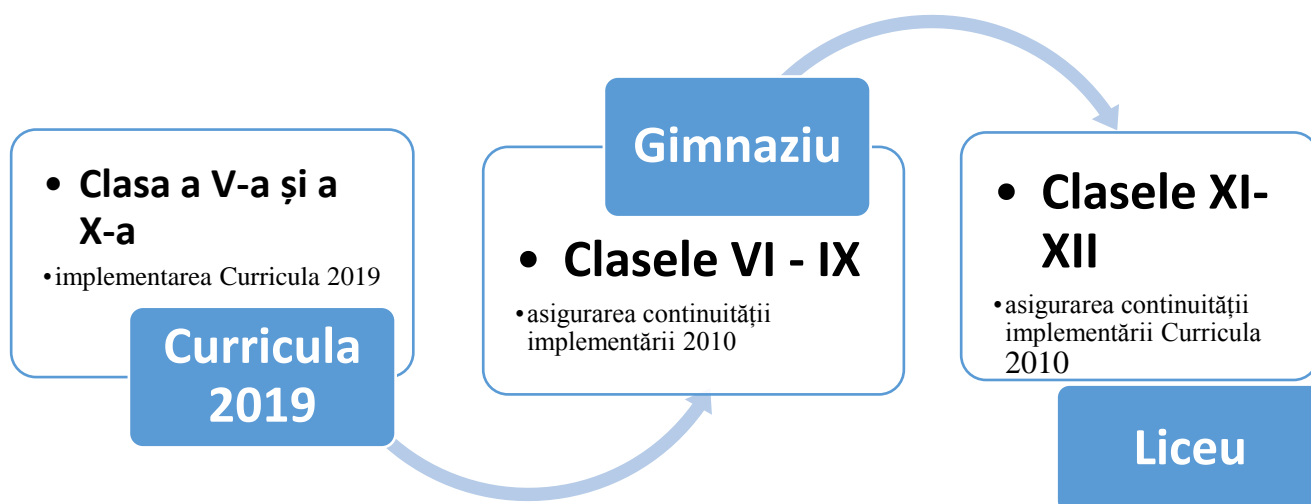 • Clasa a V-a și a
X-a
•implementarea Curricula 2019
Curricula
2019
Gimnaziu
• Clasele VI - IX
•asigurarea continuității
implementării 2010
• Clasele XI-
XII
•asigurarea continuității
implementării Curricula
2010
Liceu